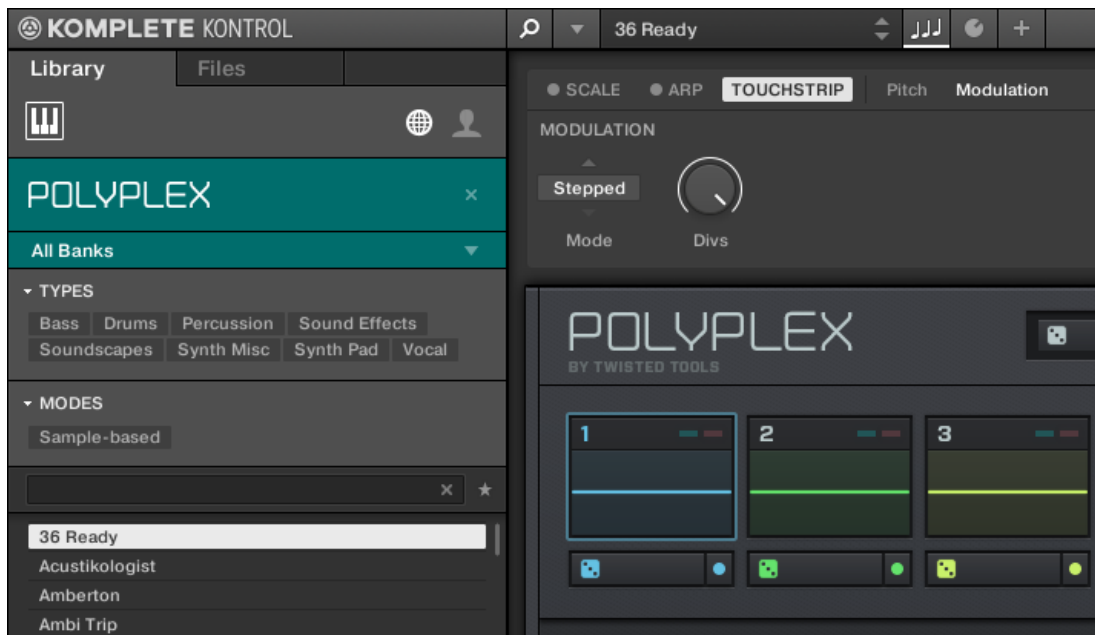 KOMPLETE KONTROL
36 Ready
Library Files
SCALE ARP TOUCHSTRIP Pitch Modulation
MODULATION
Stepped
Mode Divs
POLYPLEX
All Banks
TYPES
Bass Drums Percussion Sound Effects
Soundscapes Synth Misc Synth Pad Vocal
MODES
Sample-based
36 Ready
Acustikologist
Amberton
Ambi Trip
POLYPLEX
BY TWISTED TOOLS
1 2 3